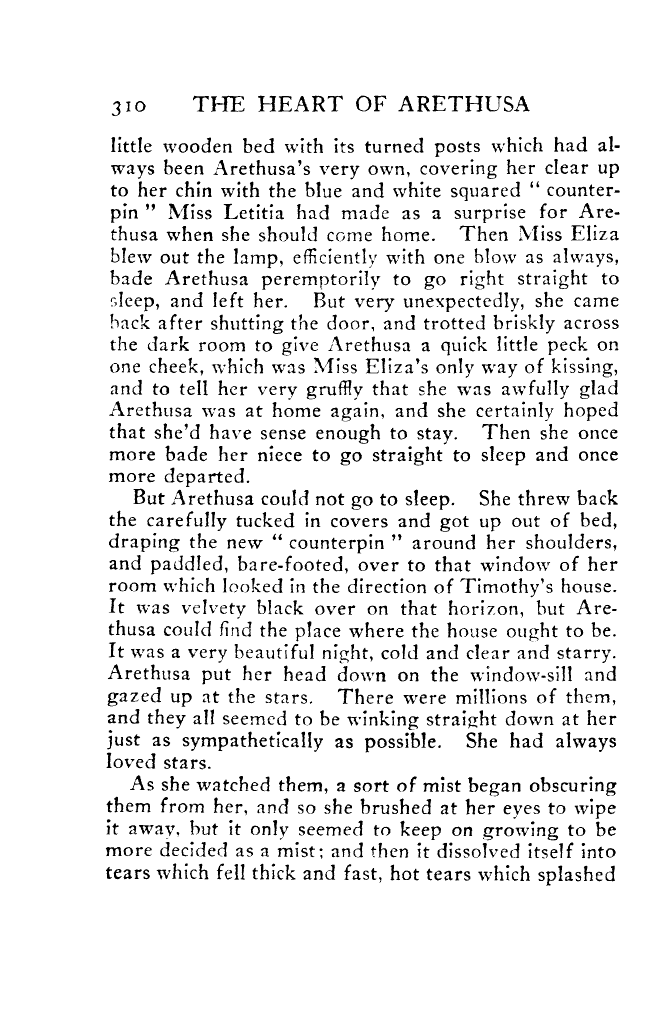 310 THE HEART OF ARETHUSA
little wooden bed with its turned posts which had al-
ways been Arethusa's very own, covering her clear up
to her chin with the blue and white squared " counter-
pin " Miss Letitia had made as a surprise for Are-
thusa when she should come home. Then Miss Eliza
blew out the lamp, efficiently with one blow as always,
bade Arethusa peremptorily to go right straight to
sleep, and left her. But very unexpectedly, she came
back after shutting the door, and trotted briskly across
the dark room to give Arethusa a quick little peck on
one cheek, which was Miss Eliza's only way of kissing,
and to tell her very gruffly that she was awfully glad
Arethusa was at home again, and she certainly hoped
that she'd have sense enough to stay. Then she once
more bade her niece to go straight to sleep and once
more departed.
But Arethusa could not go to sleep. She threw back
the carefully tucked in covers and got up out of bed,
draping the new " counterpin " around her shoulders,
and paddled, bare-footed, over to that window of her
room which looked in the direction of Timothy's house.
It was velvety black over on that horizon, but Are-
thusa could find the place where the house ought to be.
It was a very beautiful night, cold and clear and starry.
Arethusa put her head down on the window-sill and
gazed up at the stars. There were millions of them,
and they all seemed to be winking straight down at her
just as sympathetically as possible. She had always
loved stars.
As she watched them, a sort of mist began obscuring
them from her, and so she brushed at her eyes to wipe
it away, but it only seemed to keep on growing to be
more decided as a mist; and then it dissolved itself into
tears which fell thick and fast, hot tears which splashed